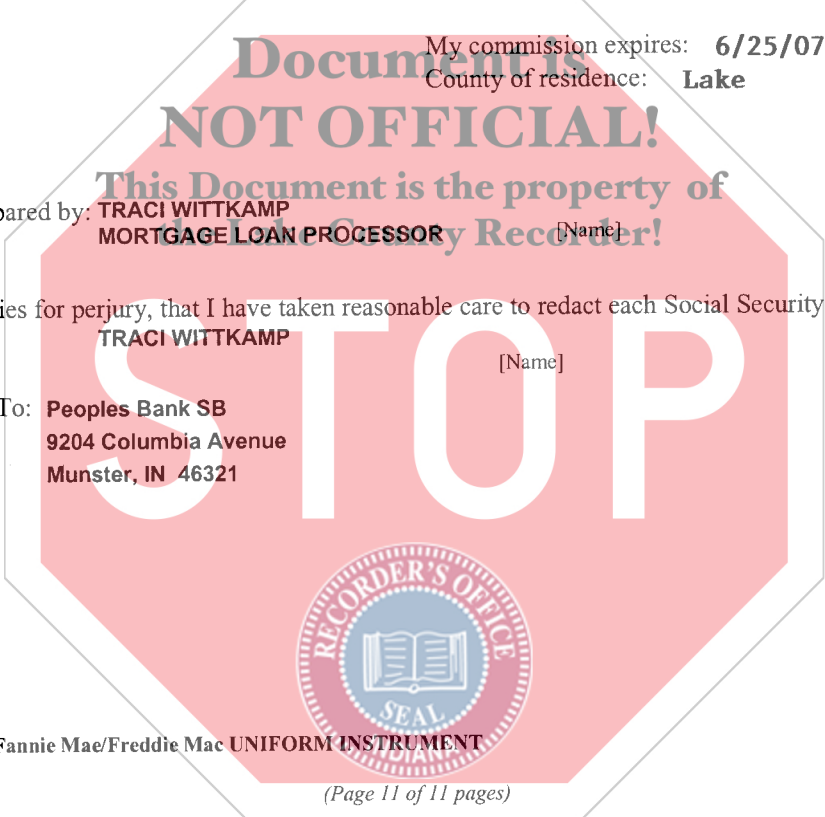 My commission expires: 6/25/07
Document is
County of residence: Lake
NOT OFFICIAL!
This Document is the property of
pared by: TRACI WITTKAMP
MORTGAGE LOAN PROCESSOR [Name]
the Lake County Recorder!
ies for perjury, that I have taken reasonable care to redact each Social Security
TRACI WITTKAMP
[Name]
STOP
To: Peoples Bank SB
9204 Columbia Avenue
Munster, IN 46321
RECORDER'S OFFICE
SEAL
INDIANA
Fannie Mae/Freddie Mac UNIFORM INSTRUMENT
(Page 11 of 11 pages)